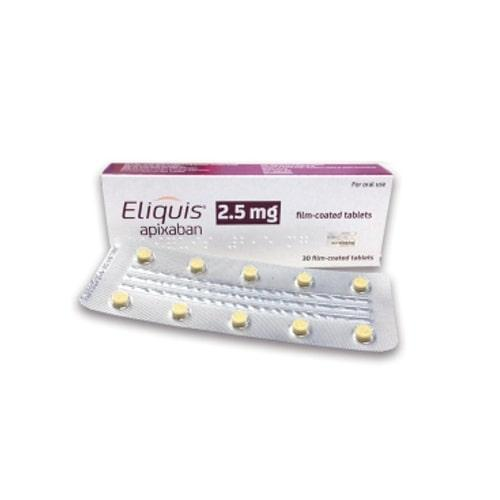 For oral use
Eliquis® 2.5 mg film-coated tablets
apixaban
30 film-coated tablets